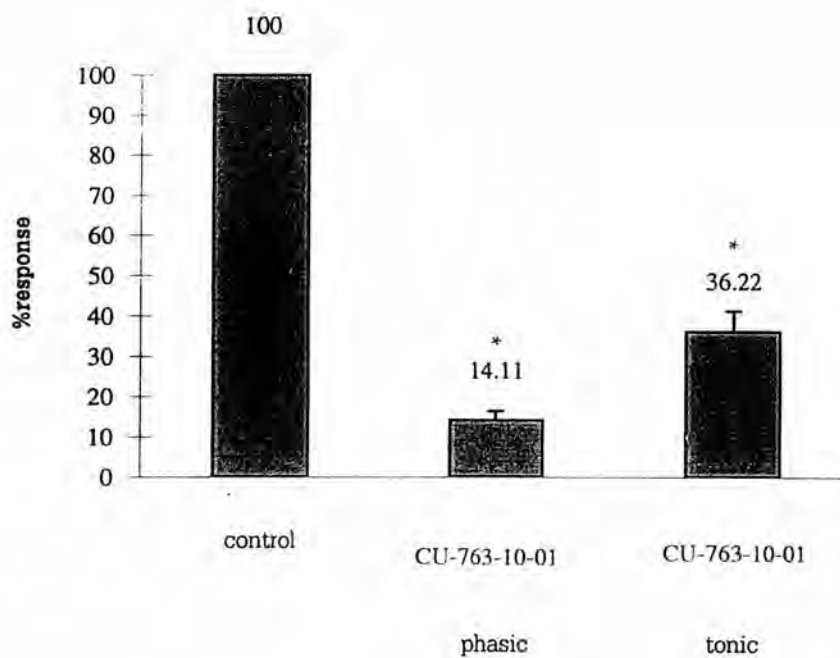 100
100
90
80
70
60
50
40
30
20
10
0
%response
*
14.11
*
36.22
control
CU-763-10-01
CU-763-10-01
phasic
tonic